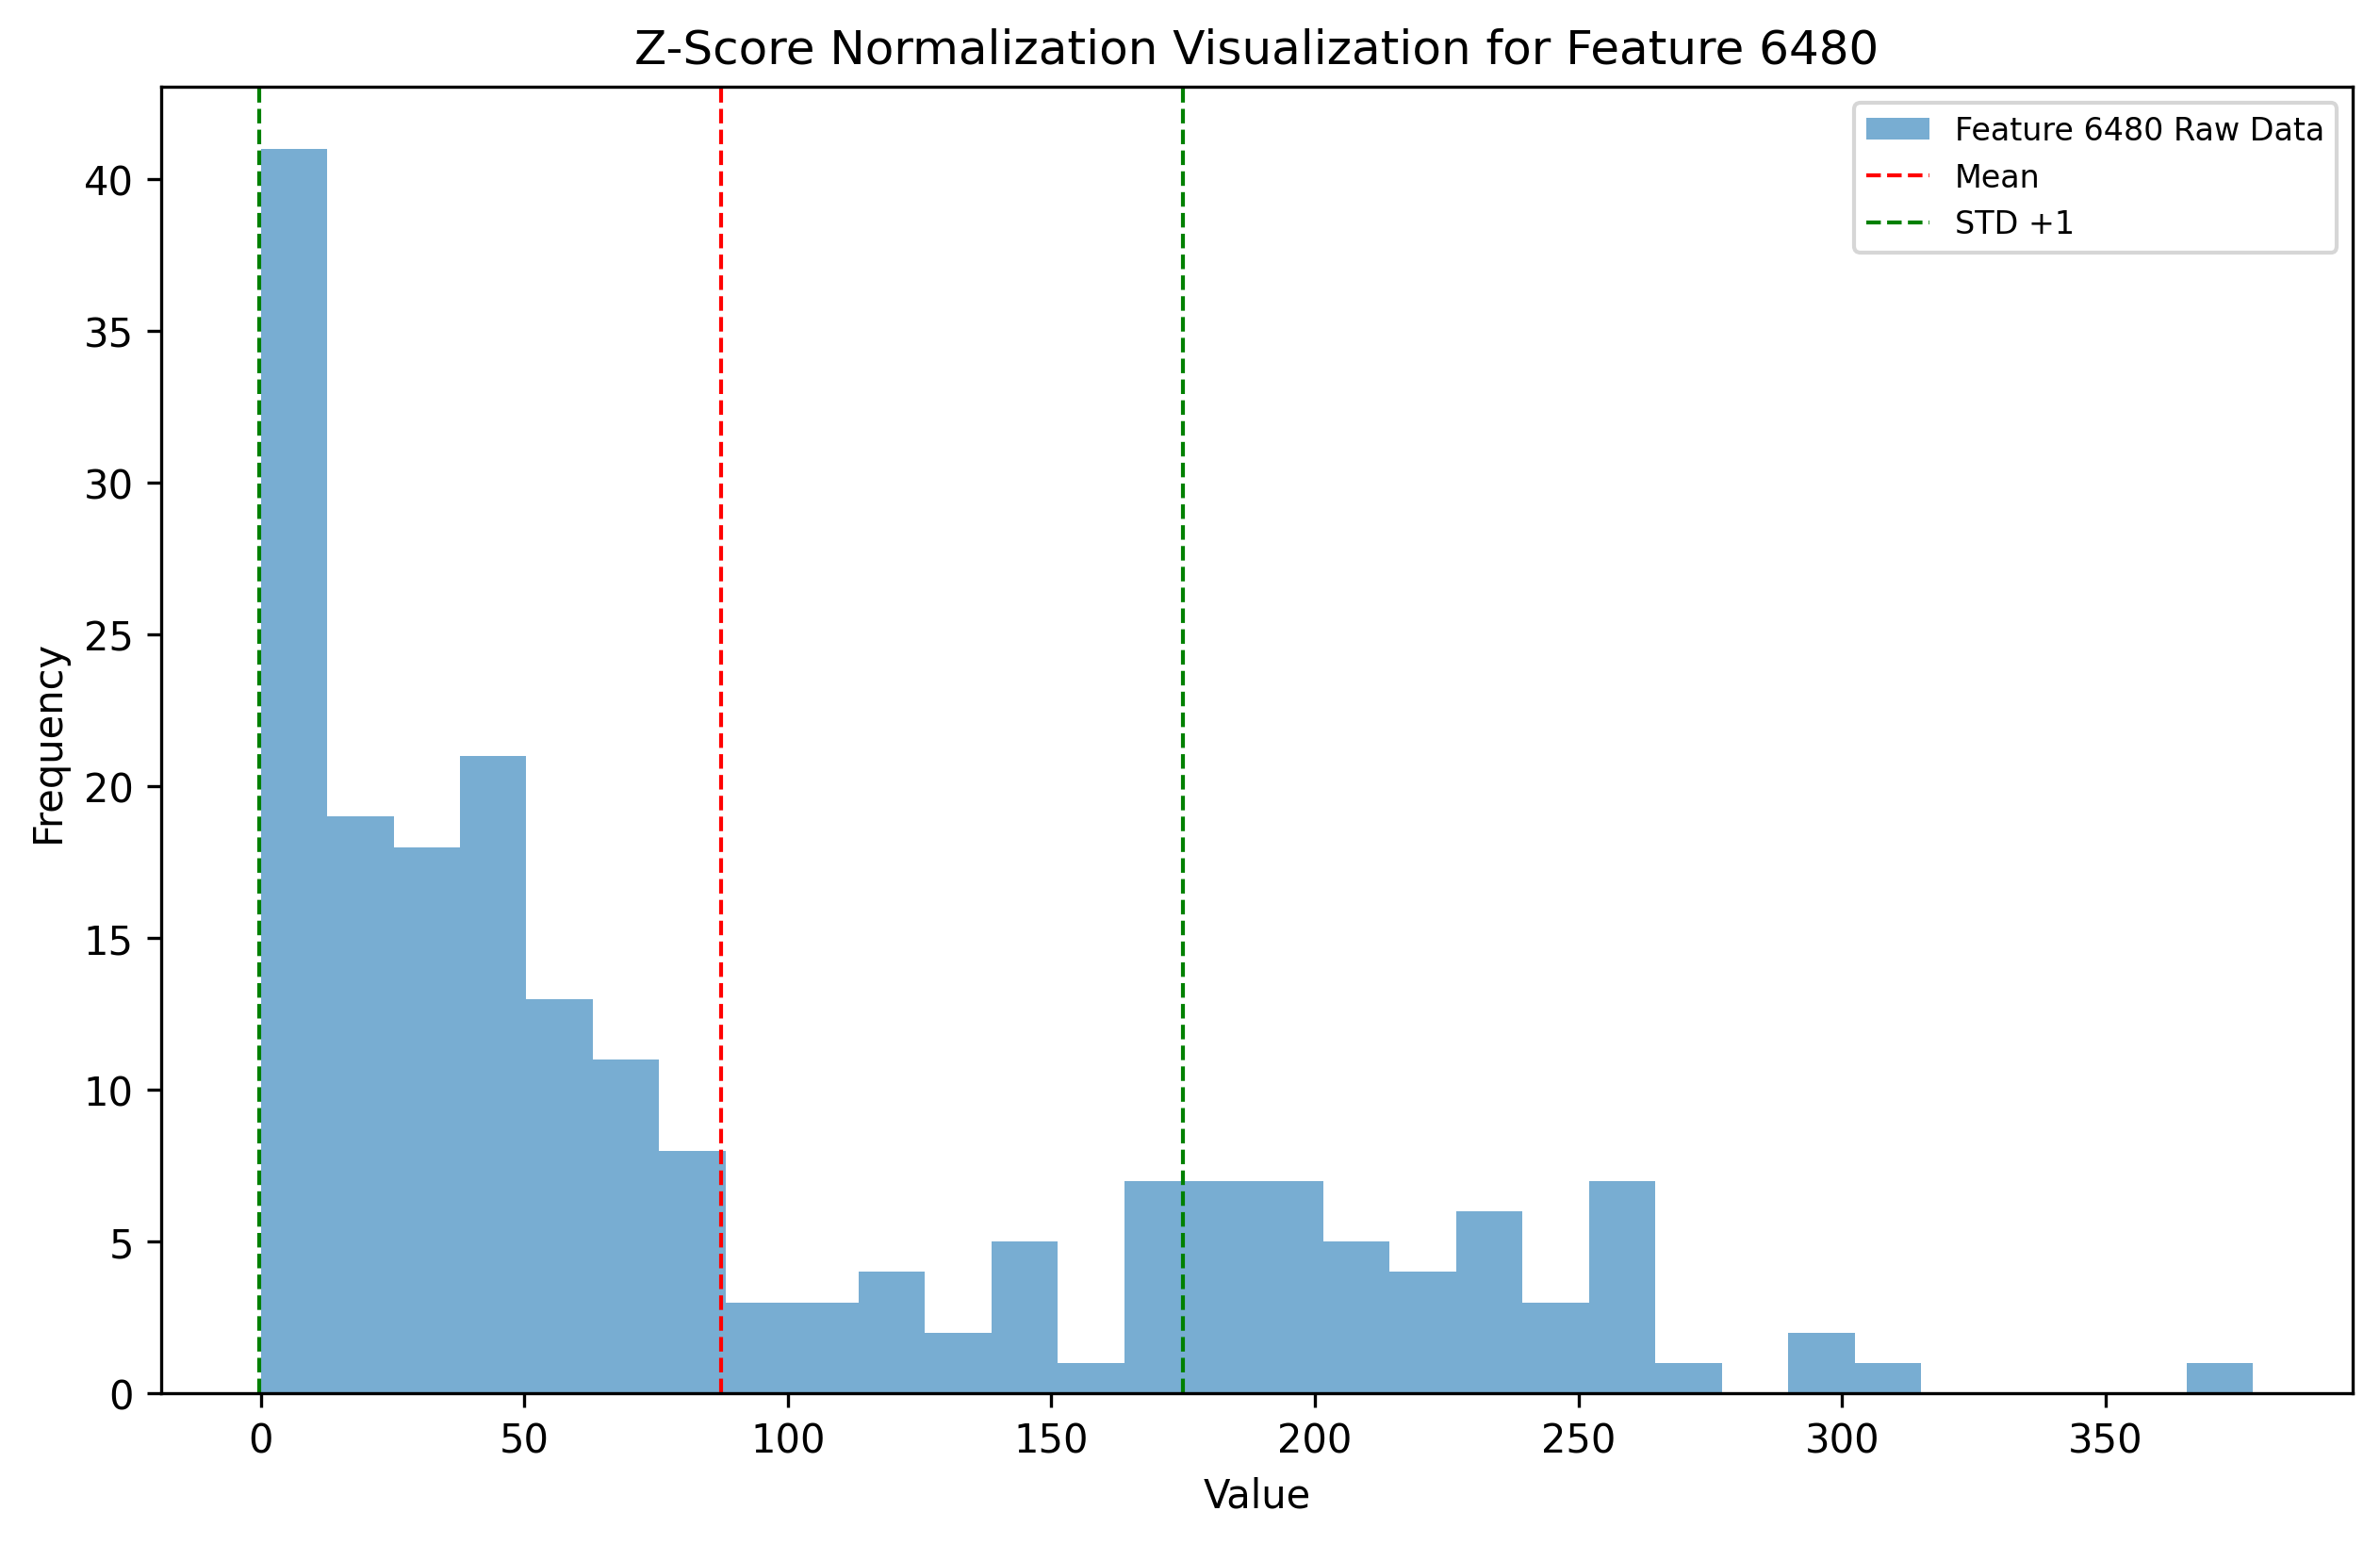 Z-Score Normalization Visualization for Feature 6480
Feature 6480 Raw Data
Mean
STD +1
40
35
30
25
20
15
10
5
0
Frequency
0 50 100 150 200 250 300 350
Value